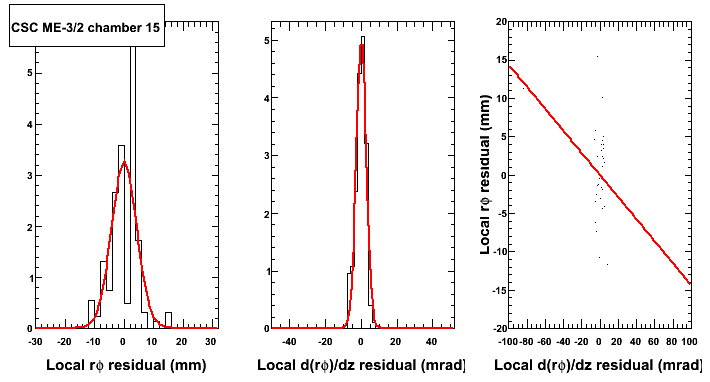 CSC ME-3/2 chamber 15
5
4
3
2
1
0
-30 -20 -10 0 10 20 30
Local rϕ residual (mm)
5
4
3
2
1
0
-40 -20 0 20 40
Local d(rϕ)/dz residual (mrad)
Local rϕ residual (mm)
20
15
10
5
0
-5
-10
-15
-20
-100 -80 -60 -40 -20 0 20 40 60 80 100
Local d(rϕ)/dz residual (mrad)